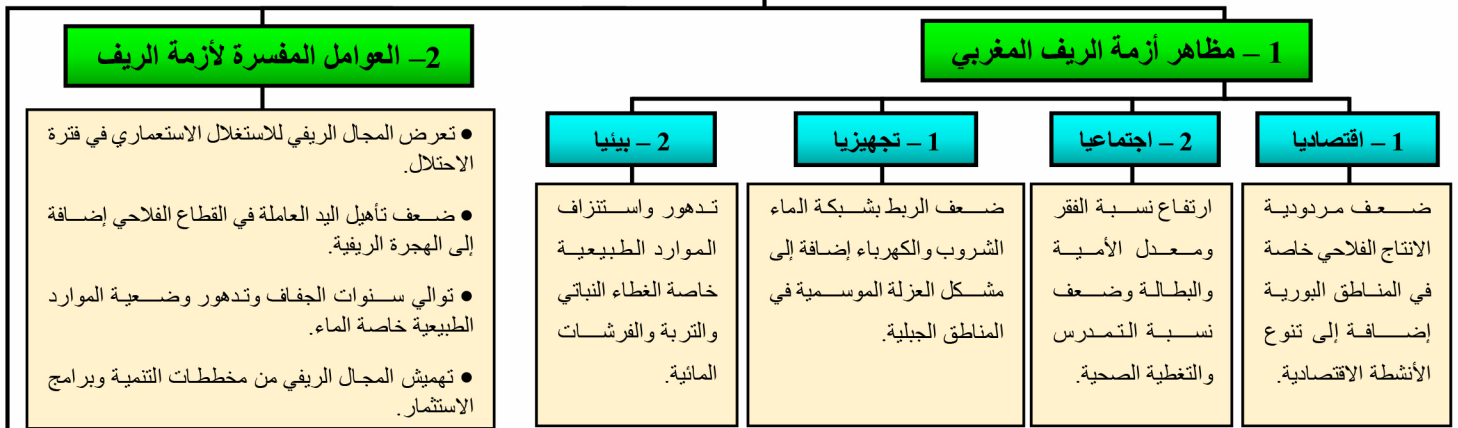 1 – مظاهر أزمة الريف المغربي
1 – اقتصاديا
ضعف مردودية
الانتاج الفلاحي خاصة
في المناطق البورية
إضافة إلى تنوع
الأنشطة الاقتصادية.
2 – اجتماعيا
ارتفاع نسبة الفقر
ومعدل الأمية
والبطالة وضعف
نسبة التمدرس
والتغطية الصحية.
1 – تجهيزيا
ضعف الربط بشبكة الماء
الشروب والكهرباء إضافة إلى
مشكل العزلة الموسمية في
المناطق الجبلية.
2 – بيئيا
تدهور واستنزاف
الموارد الطبيعية
خاصة الغطاء النباتي
والتربة والفرشات
المائية.
2– العوامل المفسرة لأزمة الريف
● تعرض المجال الريفي للاستغلال الاستعماري في فترة
الاحتلال.
● ضعف تأهيل اليد العاملة في القطاع الفلاحي إضافة
إلى الهجرة الريفية.
● توالي سنوات الجفاف وتدهور وضعية الموارد
الطبيعية خاصة الماء.
● تهميش المجال الريفي من مخططات التنمية وبرامج
الاستثمار.